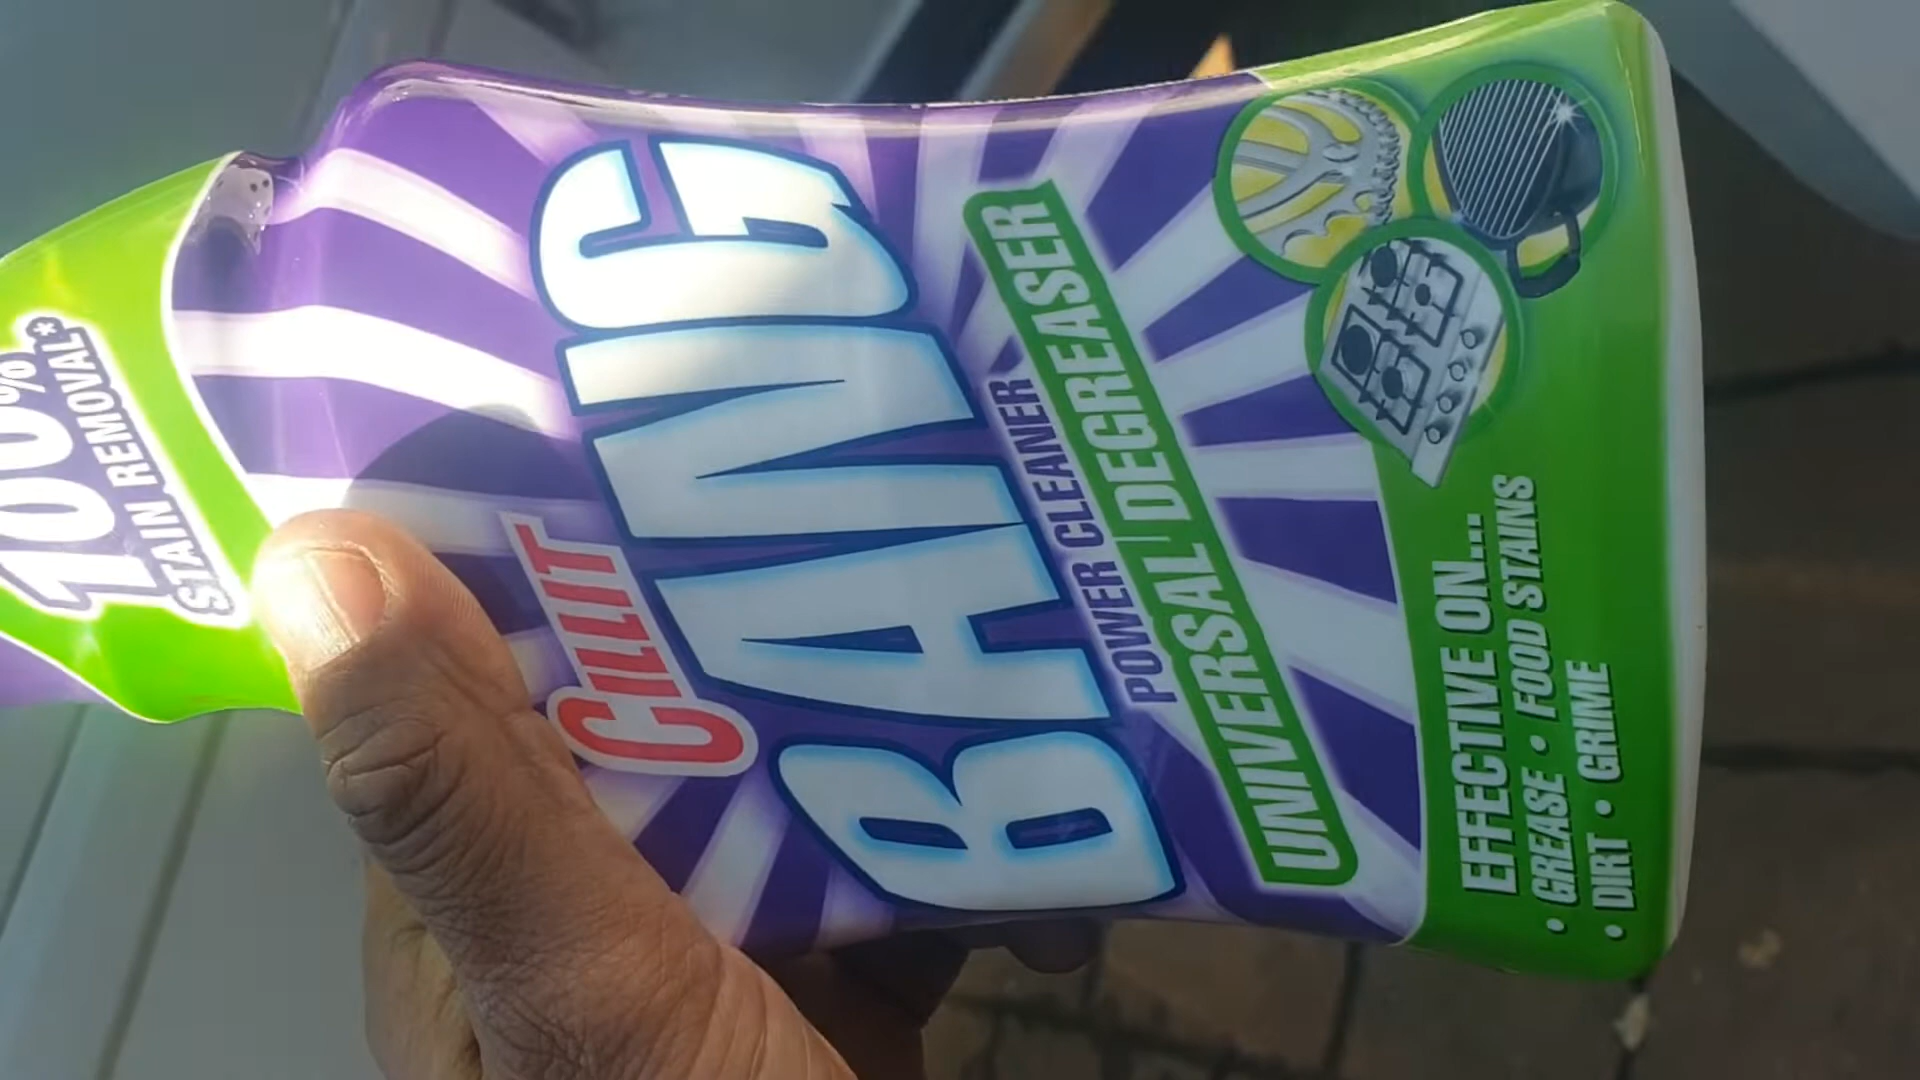 100%
STAIN REMOVAL*
CILLIT
BANG
POWER CLEANER
UNIVERSAL DEGREASER
EFFECTIVE ON...
• GREASE • FOOD STAINS
• DIRT • GRIME